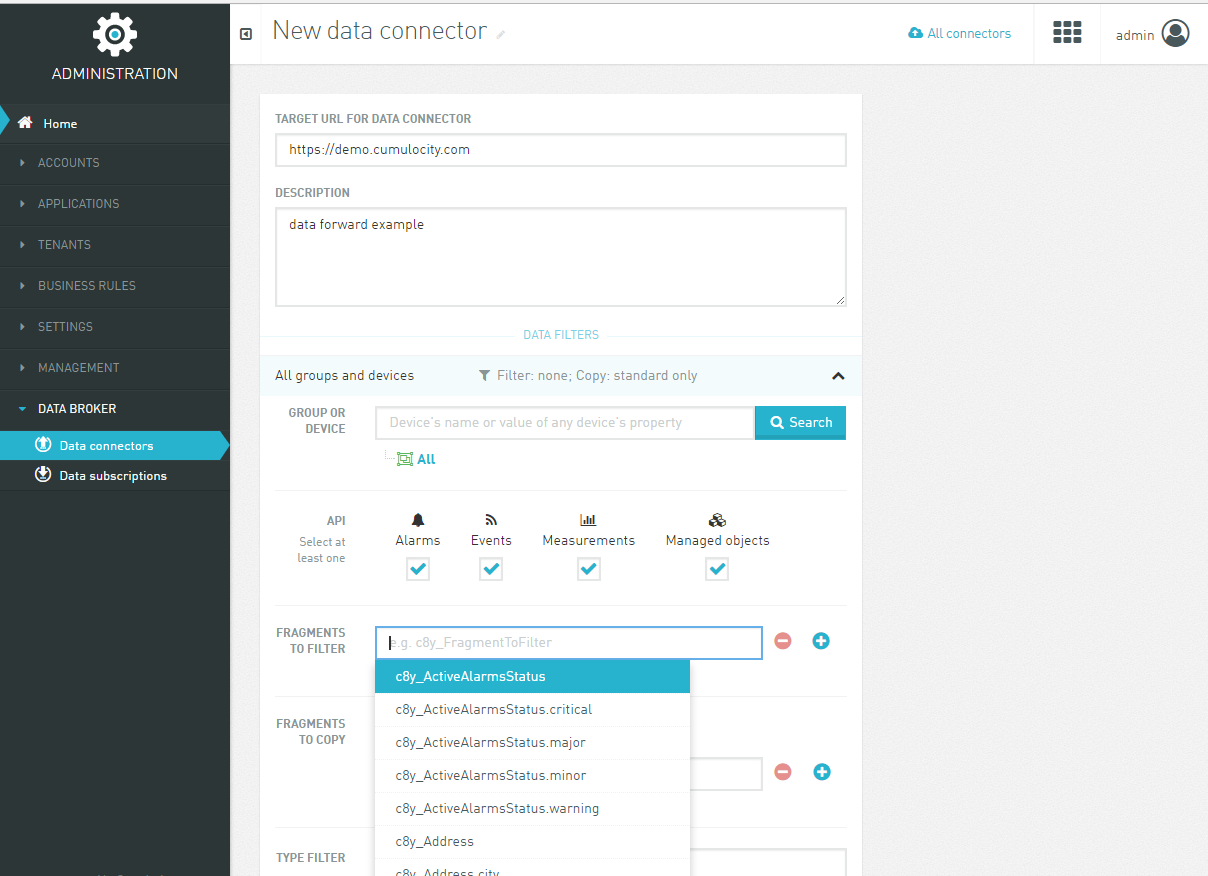 ADMINISTRATION
Home
ACCOUNTS
APPLICATIONS
TENANTS
BUSINESS RULES
SETTINGS
MANAGEMENT
DATA BROKER
Data connectors
Data subscriptions
New data connector
All connectors
admin
TARGET URL FOR DATA CONNECTOR
https://demo.cumulocity.com
DESCRIPTION
data forward example
DATA FILTERS
All groups and devices
Filter: none; Copy: standard only
GROUP OR
DEVICE
Device's name or value of any device's property
Search
All
API
Select at
least one
Alarms
Events
Measurements
Managed objects
FRAGMENTS
TO FILTER
e.g. c8y_FragmentToFilter
c8y_ActiveAlarmsStatus
c8y_ActiveAlarmsStatus.critical
c8y_ActiveAlarmsStatus.major
c8y_ActiveAlarmsStatus.minor
c8y_ActiveAlarmsStatus.warning
c8y_Address
c8y_Address.city
FRAGMENTS
TO COPY
TYPE FILTER